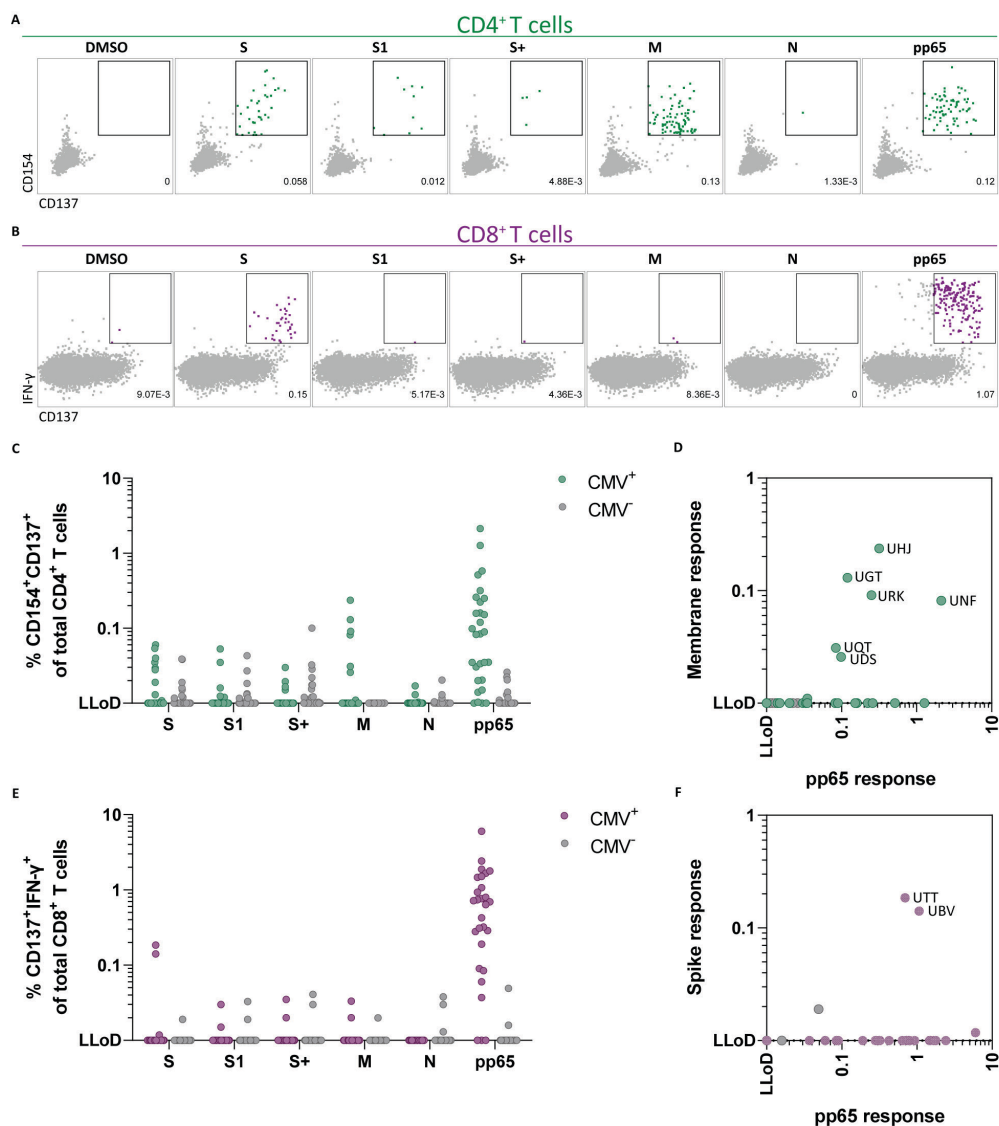 A
CD4⁺ T cells
DMSO S S1 S+ M N pp65
CD154
0 0.058 0.012 4.88E-3 0.13 1.33E-3 0.12
CD137
B
CD8⁺ T cells
DMSO S S1 S+ M N pp65
IFN-γ
9.07E-3 0.15 5.17E-3 4.36E-3 8.36E-3 0 1.07
CD137
C
% CD154⁺CD137⁺
of total CD4⁺ T cells
10
1
0.1
LLoD
S S1 S+ M N pp65
CMV⁺
CMV⁻
D
Membrane response
1
0.1
LLoD
UHJ
UGT
URK
UNF
UQT
UDS
LLoD 0.1 1 10
pp65 response
E
% CD137⁺IFN-γ⁺
of total CD8⁺ T cells
10
1
0.1
LLoD
S S1 S+ M N pp65
CMV⁺
CMV⁻
F
Spike response
1
0.1
LLoD
UTT
UBV
LLoD 0.1 1 10
pp65 response